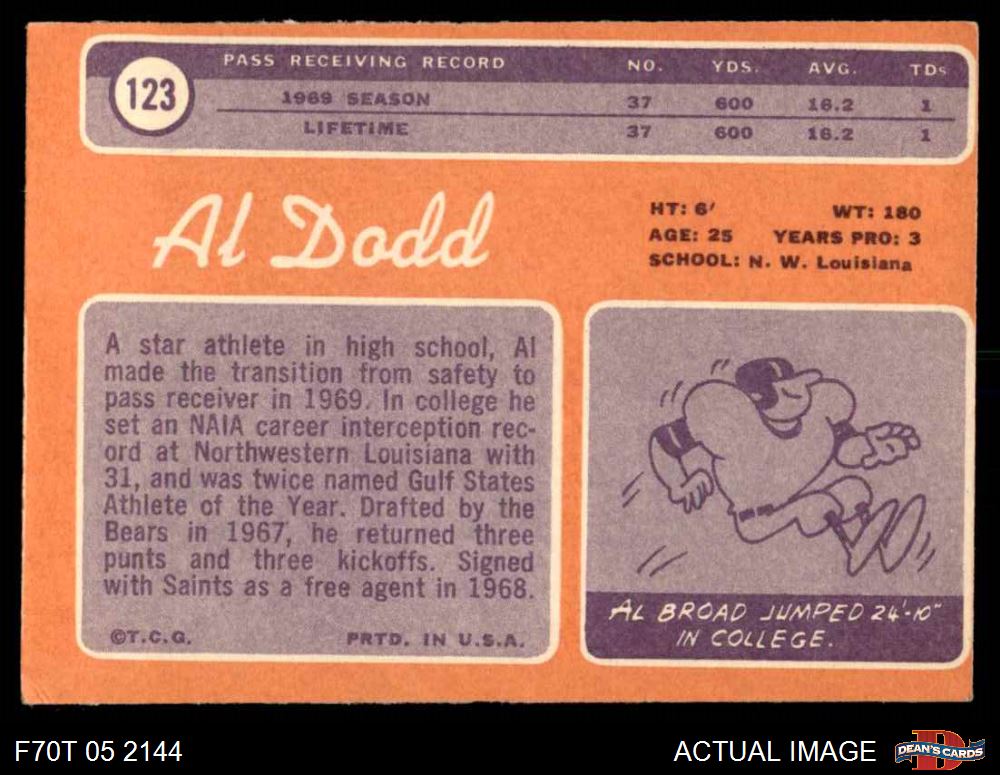 123
PASS RECEIVING RECORD NO. YDS. AVG. TDs
1969 SEASON 37 600 16.2 1
LIFETIME 37 600 16.2 1
Al Dodd
HT: 6' WT: 180
AGE: 25 YEARS PRO: 3
SCHOOL: N. W. Louisiana
A star athlete in high school, Al
made the transition from safety to
pass receiver in 1969. In college he
set an NAIA career interception rec-
ord at Northwestern Louisiana with
31, and was twice named Gulf States
Athlete of the Year. Drafted by the
Bears in 1967, he returned three
punts and three kickoffs. Signed
with Saints as a free agent in 1968.
©T.C.G. PRTD. IN U.S.A.
AL BROAD JUMPED 24'-10"
IN COLLEGE.
F70T 05 2144
ACTUAL IMAGE
DEAN'S CARDS